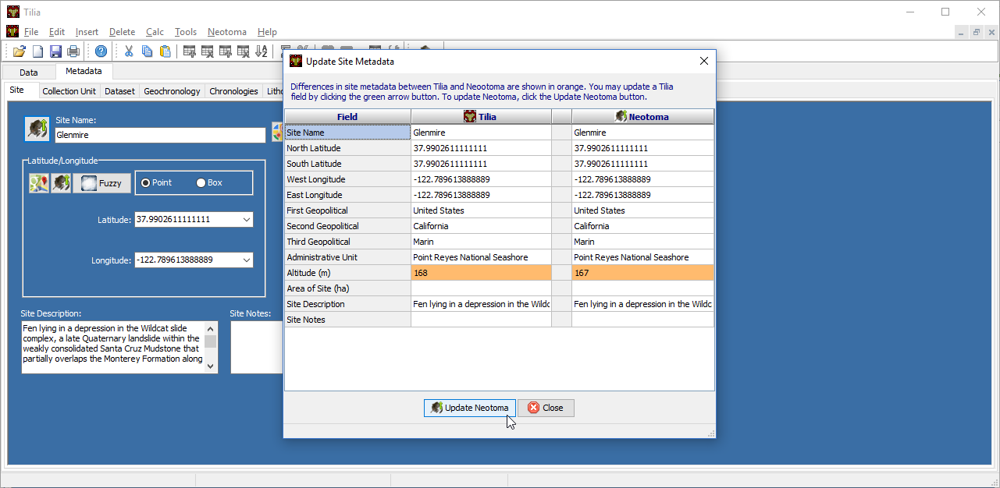 Tilia
File Edit Insert Delete Calc Tools Neotoma Help
Data Metadata
Site Collection Unit Dataset Geochronology Chronologies Litho
Site Name:
Glenmire
Latitude/Longitude
Fuzzy Point Box
Latitude: 37.9902611111111
Longitude: -122.789613888889
Site Description:
Fen lying in a depression in the Wildcat slide
complex, a late Quaternary landslide within the
weakly consolidated Santa Cruz Mudstone that
partially overlaps the Monterey Formation along
Site Notes:
Update Site Metadata
Differences in site metadata between Tilia and Neootoma are shown in orange. You may update a Tilia
field by clicking the green arrow button. To update Neotoma, click the Update Neotoma button.
Field Tilia Neotoma
Site Name Glenmire Glenmire
North Latitude 37.9902611111111 37.9902611111111
South Latitude 37.9902611111111 37.9902611111111
West Longitude -122.789613888889 -122.789613888889
East Longitude -122.789613888889 -122.789613888889
First Geopolitical United States United States
Second Geopolitical California California
Third Geopolitical Marin Marin
Administrative Unit Point Reyes National Seashore Point Reyes National Seashore
Altitude (m) 168 167
Area of Site (ha)
Site Description Fen lying in a depression in the Wildc Fen lying in a depression in the Wildc
Site Notes
Update Neotoma Close